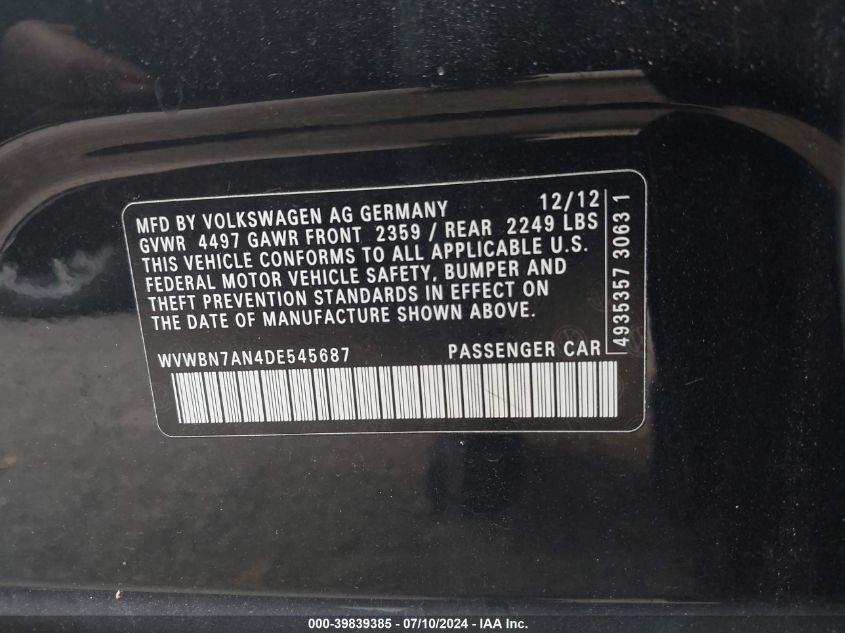 MFD BY VOLKSWAGEN AG GERMANY 12/12
GVWR 4497 GAWR FRONT 2359 / REAR 2249 LBS
THIS VEHICLE CONFORMS TO ALL APPLICABLE U.S.
FEDERAL MOTOR VEHICLE SAFETY, BUMPER AND
THEFT PREVENTION STANDARDS IN EFFECT ON
THE DATE OF MANUFACTURE SHOWN ABOVE.
WVWBN7AN4DE545687 PASSENGER CAR
4935357 3063 1
000-39839385 - 07/10/2024 - IAA Inc.